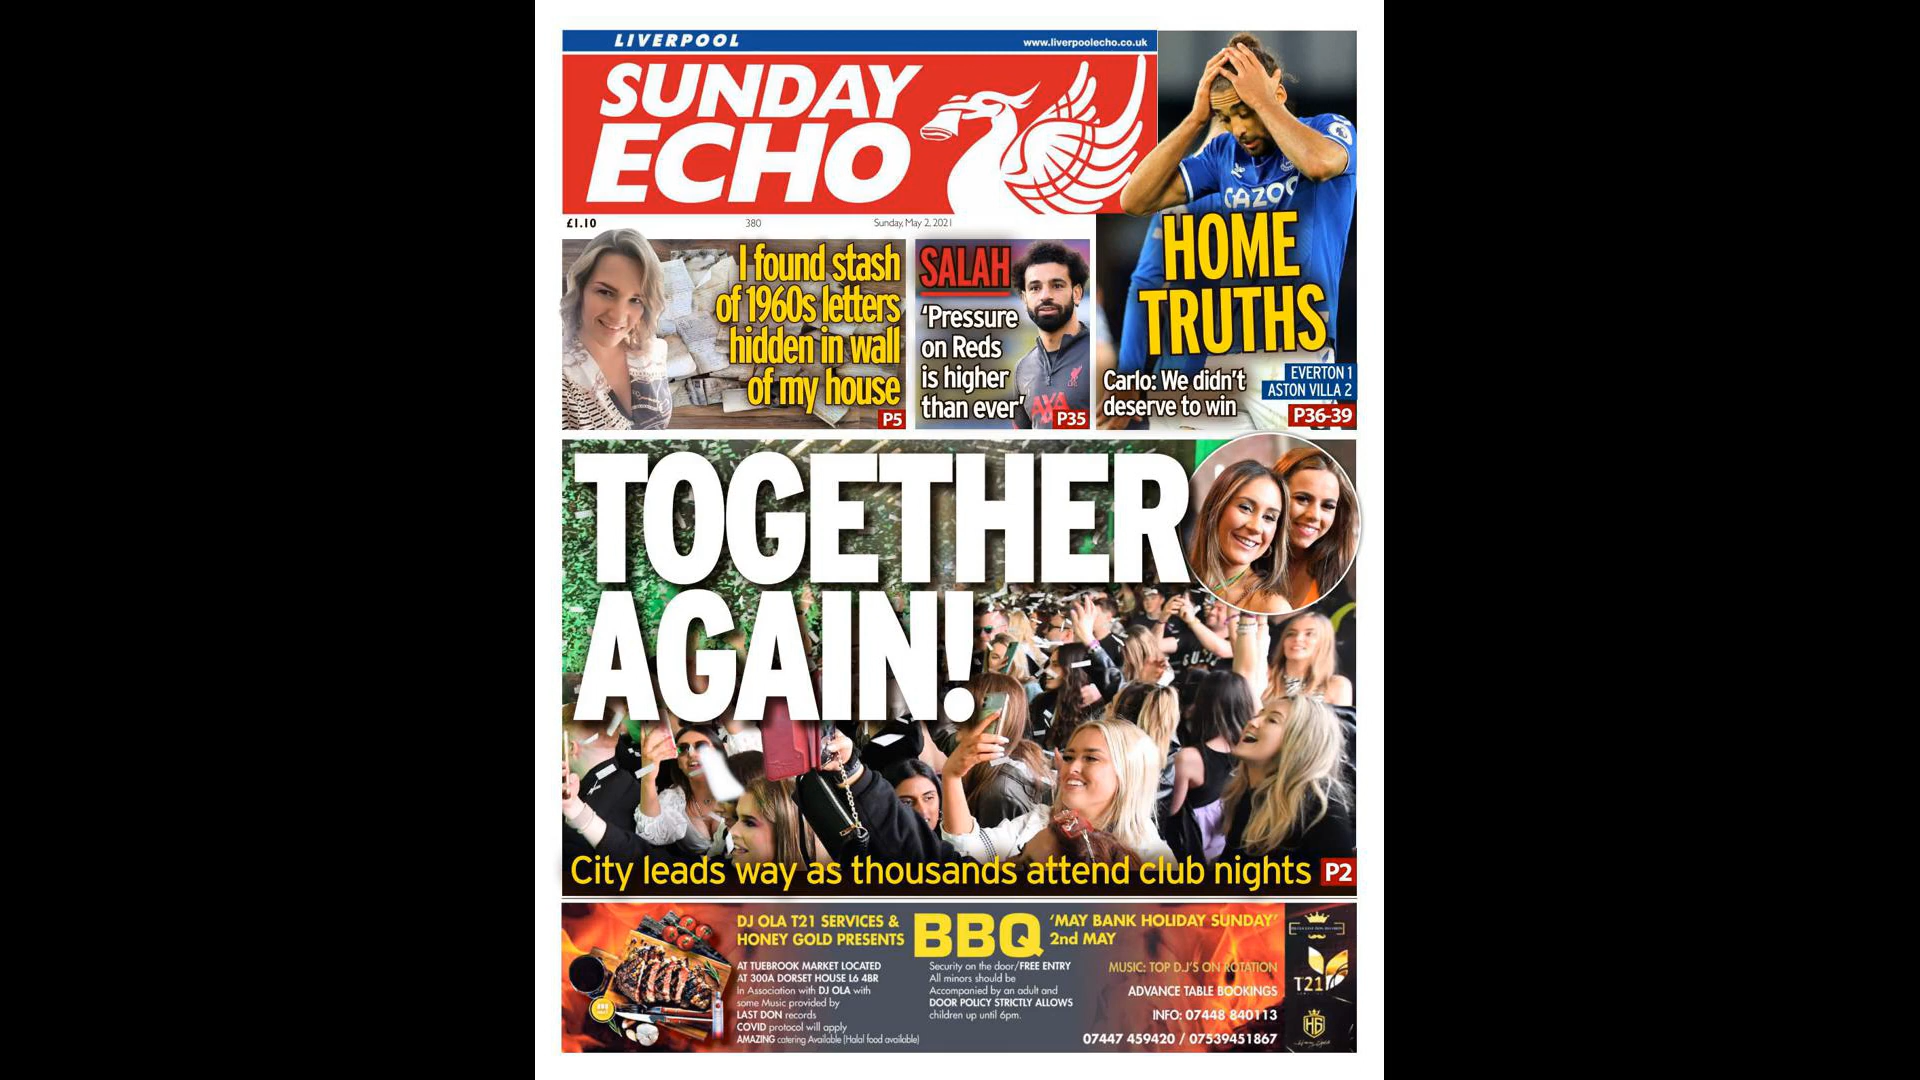 LIVERPOOL
www.liverpoolecho.co.uk
SUNDAY
ECHO
£1.10
380
Sunday, May 2, 2021
I found stash
of 1960s letters
hidden in wall
of my house
P5
SALAH
'Pressure
on Reds
is higher
than ever'
AXA
P35
CAZOO
HOME
TRUTHS
Carlo: We didn't
deserve to win
EVERTON 1
ASTON VILLA 2
P36-39
TOGETHER
AGAIN!
City leads way as thousands attend club nights
P2
DJ OLA T21 SERVICES &
HONEY GOLD PRESENTS
BBQ
'MAY BANK HOLIDAY SUNDAY'
2nd MAY
AT TUEBROOK MARKET LOCATED
AT 300A DORSET HOUSE L6 4BR
In Association with DJ OLA with
some Music provided by
LAST DON records
COVID protocol will apply
AMAZING catering Available (Halal food available)
Security on the door/FREE ENTRY
All minors should be
Accompanied by an adult and
DOOR POLICY STRICTLY ALLOWS
children up until 6pm.
MUSIC: TOP D.J'S ON ROTATION
ADVANCE TABLE BOOKINGS
INFO: 07448 840113
07447 459420 / 07539451867
T21
HG